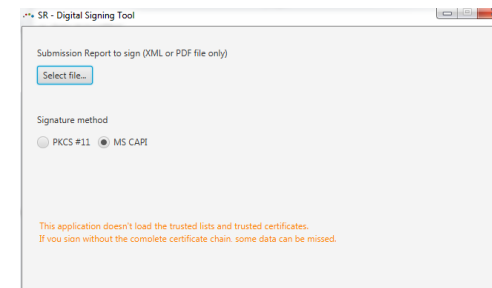 SR - Digital Signing Tool
Submission Report to sign (XML or PDF file only)
Select file...
Signature method
PKCS #11 MS CAPI
This application doesn't load the trusted lists and trusted certificates.
If you sign without the complete certificate chain, some data can be missed.